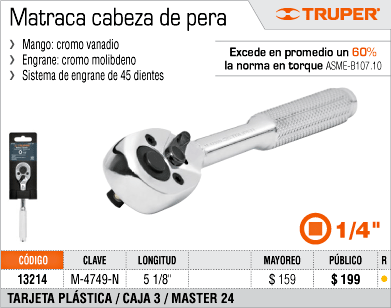 Matraca cabeza de pera
TRUPER®
Mango: cromo vanadio
Engrane: cromo molibdeno
Sistema de engrane de 45 dientes
Excede en promedio un 60%
la norma en torque ASME-B107.10
1/4"
CÓDIGO CLAVE LONGITUD MAYOREO PÚBLICO R
13214 M-4749-N 5 1/8" $ 159 $ 199
TARJETA PLÁSTICA / CAJA 3 / MASTER 24